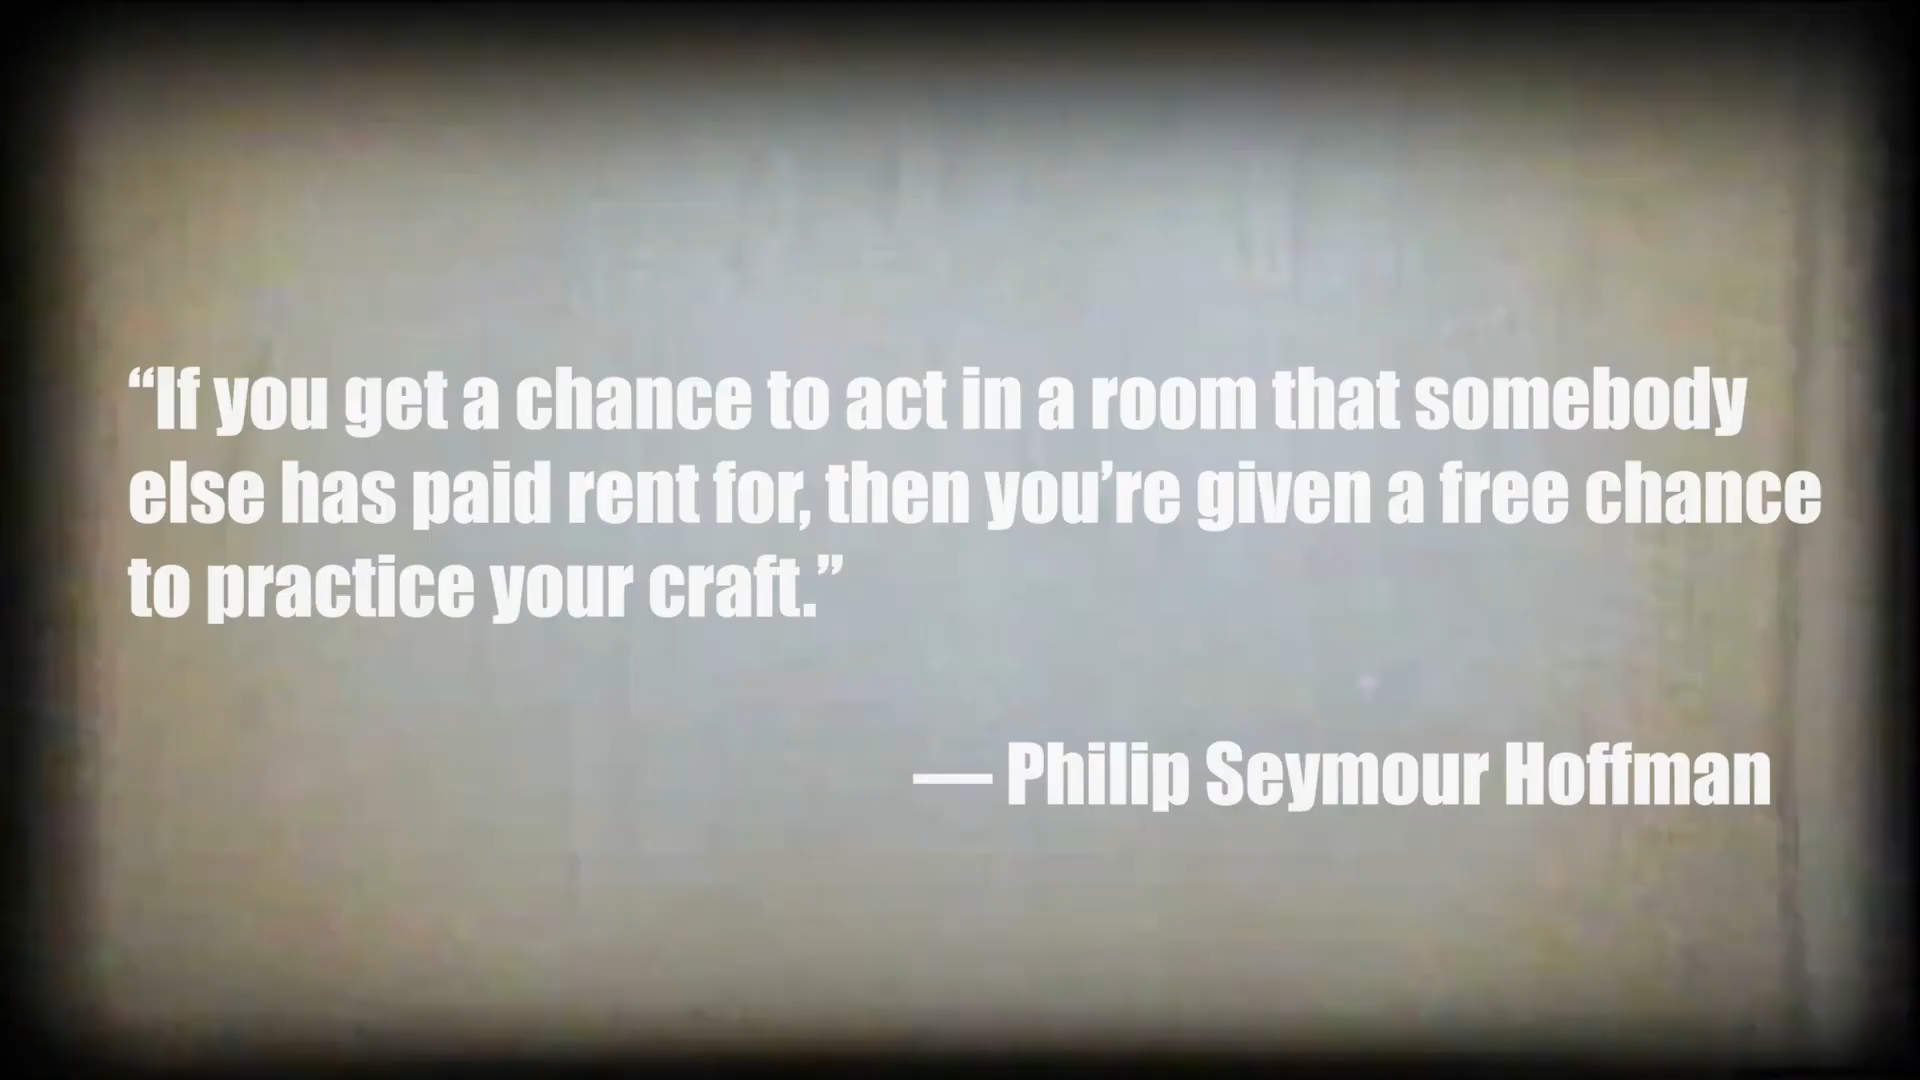 “If you get a chance to act in a room that somebody
else has paid rent for, then you’re given a free chance
to practice your craft.”
— Philip Seymour Hoffman